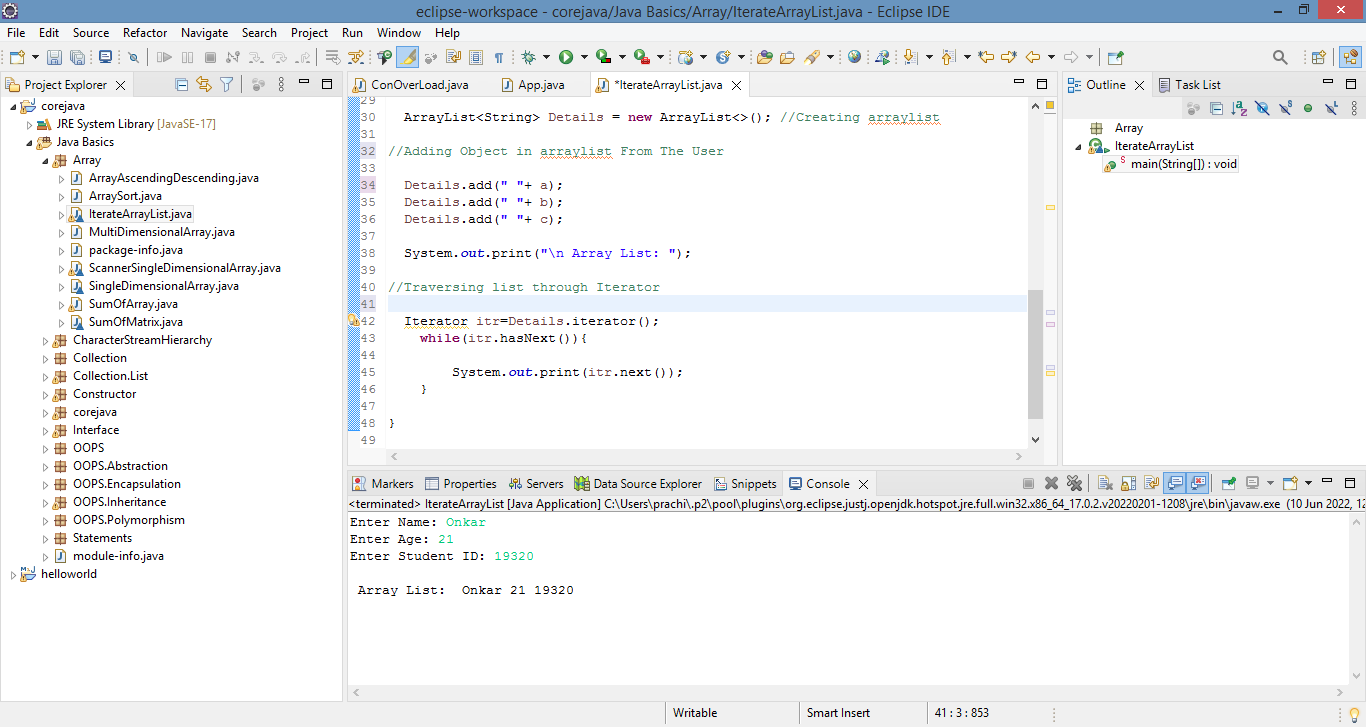 eclipse-workspace - corejava/Java Basics/Array/IterateArrayList.java - Eclipse IDE
File Edit Source Refactor Navigate Search Project Run Window Help
Project Explorer
corejava
JRE System Library [JavaSE-17]
Java Basics
Array
ArrayAscendingDescending.java
ArraySort.java
IterateArrayList.java
MultiDimensionalArray.java
package-info.java
ScannerSingleDimensionalArray.java
SingleDimensionalArray.java
SumOfArray.java
SumOfMatrix.java
CharacterStreamHierarchy
Collection
Collection.List
Constructor
corejava
Interface
OOPS
OOPS.Abstraction
OOPS.Encapsulation
OOPS.Inheritance
OOPS.Polymorphism
Statements
module-info.java
helloworld
ConOverLoad.java App.java *IterateArrayList.java
29
30 ArrayList<String> Details = new ArrayList<>(); //Creating arraylist
31
32 //Adding Object in arraylist From The User
33
34 Details.add(" "+ a);
35 Details.add(" "+ b);
36 Details.add(" "+ c);
37
38 System.out.print("\n Array List: ");
39
40 //Traversing list through Iterator
41
42 Iterator itr=Details.iterator();
43 while(itr.hasNext()){
44
45 System.out.print(itr.next());
46 }
47
48 }
49
Outline Task List
Array
IterateArrayList
main(String[]) : void
Markers Properties Servers Data Source Explorer Snippets Console
<terminated> IterateArrayList [Java Application] C:\Users\prachi\.p2\pool\plugins\org.eclipse.justj.openjdk.hotspot.jre.full.win32.x86_64_17.0.2.v20220201-1208\jre\bin\javaw.exe (10 Jun 2022, 12
Enter Name: Onkar
Enter Age: 21
Enter Student ID: 19320
Array List:  Onkar 21 19320
Writable Smart Insert 41 : 3 : 853